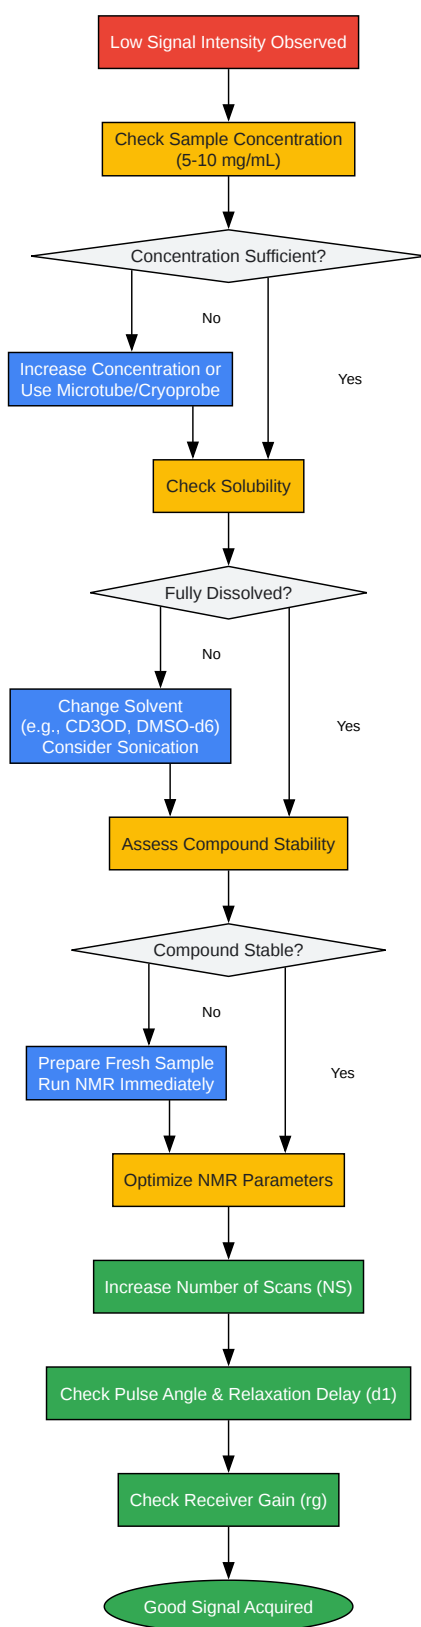 Low Signal Intensity Observed
Check Sample Concentration
(5-10 mg/mL)
Concentration Sufficient?
No
Increase Concentration or
Use Microtube/Cryoprobe
Yes
Check Solubility
Fully Dissolved?
No
Change Solvent
(e.g., CD3OD, DMSO-d6)
Consider Sonication
Yes
Assess Compound Stability
Compound Stable?
No
Prepare Fresh Sample
Run NMR Immediately
Yes
Optimize NMR Parameters
Increase Number of Scans (NS)
Check Pulse Angle & Relaxation Delay (d1)
Check Receiver Gain (rg)
Good Signal Acquired